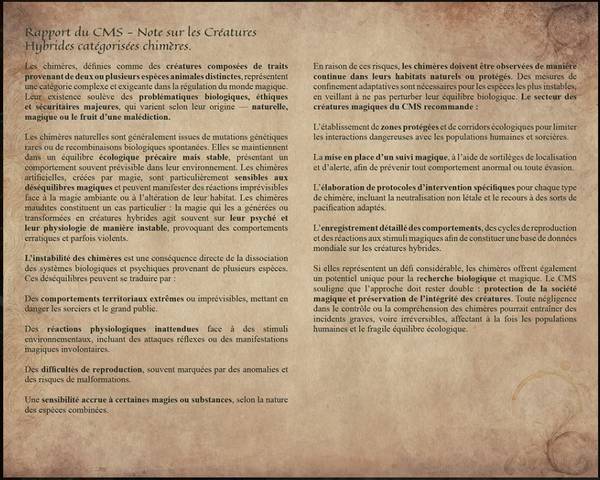 Rapport du CMS - Note sur les Créatures
Hybrides catégorisées chimères.
Les chimères, définies comme des créatures composées de traits
provenant de deux ou plusieurs espèces animales distinctes, représentent
une catégorie complexe et exigeante dans la régulation du monde magique.
Leur existence soulève des problématiques biologiques, éthiques
et sécuritaires majeures, qui varient selon leur origine — naturelle,
magique ou le fruit d'une malédiction.
Les chimères naturelles sont généralement issues de mutations génétiques
rares ou de recombinaisons biologiques spontanées. Elles se maintiennent
dans un équilibre écologique précaire mais stable, présentant un
comportement souvent prévisible dans leur environnement. Les chimères
artificielles, créées par magie, sont particulièrement sensibles aux
déséquilibres magiques et peuvent manifester des réactions imprévisibles
face à la magie ambiante ou à l'altération de leur habitat. Les chimères
maudites constituent un cas particulier : la magie qui les a générées ou
transformées en créatures hybrides agit souvent sur leur psyché et
leur physiologie de manière instable, provoquant des comportements
erratiques et parfois violents.
L'instabilité des chimères est une conséquence directe de la dissociation
des systèmes biologiques et psychiques provenant de plusieurs espèces.
Ces déséquilibres peuvent se traduire par :
Des comportements territoriaux extrêmes ou imprévisibles, mettant en
danger les sorciers et le grand public.
Des réactions physiologiques inattendues face à des stimuli
environnementaux, incluant des attaques réflexes ou des manifestations
magiques involontaires.
Des difficultés de reproduction, souvent marquées par des anomalies et
des risques de malformations.
Une sensibilité accrue à certaines magies ou substances, selon la nature
des espèces combinées.
En raison de ces risques, les chimères doivent être observées de manière
continue dans leurs habitats naturels ou protégés. Des mesures de
confinement adaptatifs sont nécessaires pour les espèces les plus instables,
en veillant à ne pas perturber leur équilibre biologique. Le secteur des
créatures magiques du CMS recommande :
L'établissement de zones protégées et de corridors écologiques pour limiter
les interactions dangereuses avec les populations humaines et sorcières.
La mise en place d'un suivi magique, à l'aide de sortilèges de localisation
et d'alerte, afin de prévenir tout comportement anormal ou toute évasion.
L'élaboration de protocoles d'intervention spécifiques pour chaque type
de chimère, incluant la neutralisation non létale et le recours à des sorts de
pacification adaptés.
L'enregistrement détaillé des comportements, des cycles de reproduction
et des réactions aux stimuli magiques afin de constituer une base de données
mondiale sur les créatures hybrides.
Si elles représentent un défi considérable, les chimères offrent également
un potentiel unique pour la recherche biologique et magique. Le CMS
souligne que l'approche doit rester double : protection de la société
magique et préservation de l'intégrité des créatures. Toute négligence
dans le contrôle ou la compréhension des chimères pourrait entraîner des
incidents graves, voire irréversibles, affectant à la fois les populations
humaines et le fragile équilibre écologique.